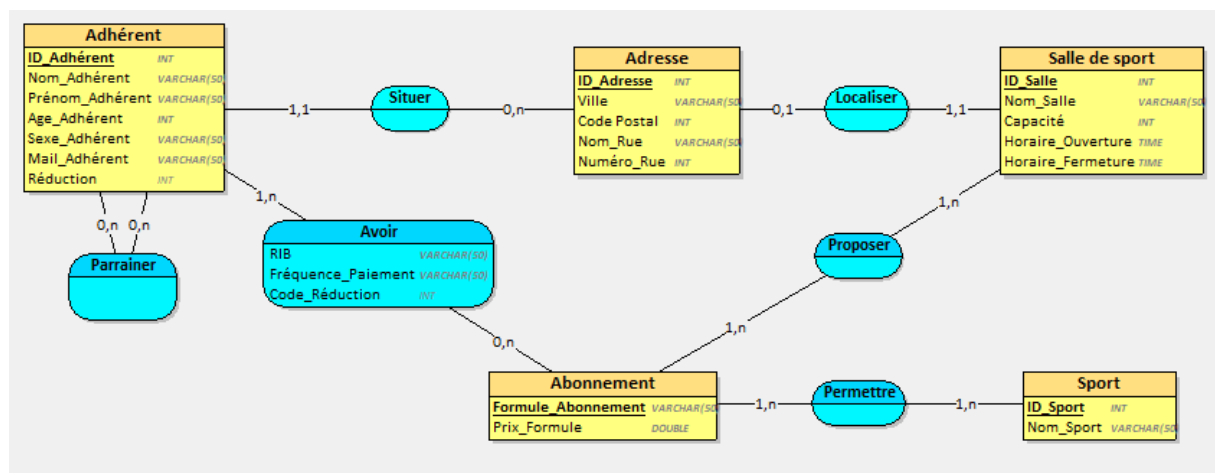 Adhérent
ID_Adhérent INT
Nom_Adhérent VARCHAR(50)
Prénom_Adhérent VARCHAR(50)
Age_Adhérent INT
Sexe_Adhérent VARCHAR(50)
Mail_Adhérent VARCHAR(50)
Réduction INT
1,1
Situer
0,n
Adresse
ID_Adresse INT
Ville VARCHAR(50
Code Postal INT
Nom_Rue VARCHAR(50
Numéro_Rue INT
0,1
Localiser
1,1
Salle de sport
ID_Salle INT
Nom_Salle VARCHAR(50)
Capacité INT
Horaire_Ouverture TIME
Horaire_Fermeture TIME
0,n 0,n
Parrainer
1,n
Avoir
RIB VARCHAR(50)
Fréquence_Paiement VARCHAR(50)
Code_Réduction INT
0,n
1,n
Proposer
1,n
Abonnement
Formule_Abonnement VARCHAR(50
Prix_Formule DOUBLE
1,n
Permettre
1,n
Sport
ID_Sport INT
Nom_Sport VARCHAR(50